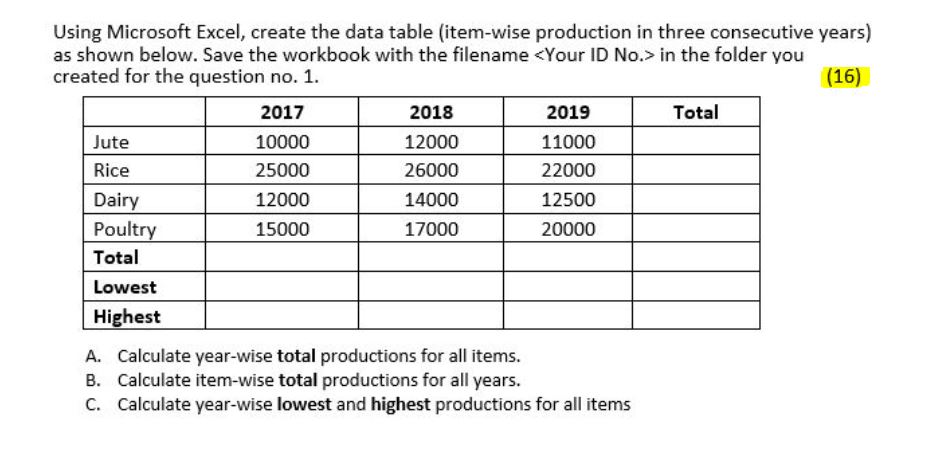 Using Microsoft Excel, create the data table (item-wise production in three consecutive years)
as shown below. Save the workbook with the filename <Your ID No.> in the folder you
created for the question no. 1. (16)
2017 2018 2019 Total
Jute 10000 12000 11000
Rice 25000 26000 22000
Dairy 12000 14000 12500
Poultry 15000 17000 20000
Total
Lowest
Highest
A. Calculate year-wise total productions for all items.
B. Calculate item-wise total productions for all years.
C. Calculate year-wise lowest and highest productions for all items